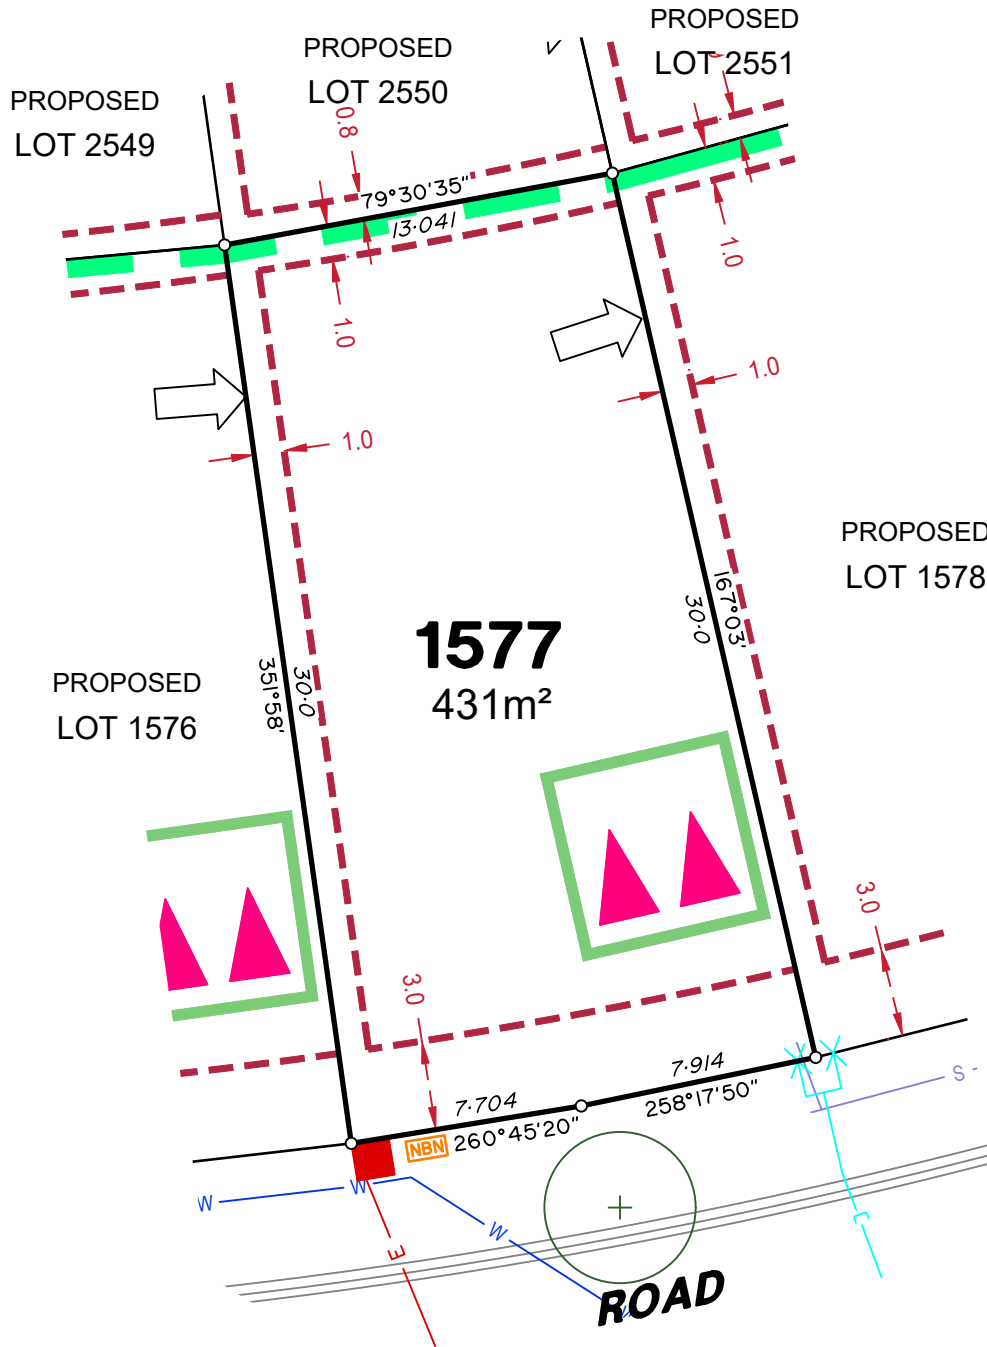 PROPOSED
LOT 2551
PROPOSED
LOT 2550
PROPOSED
LOT 2549
0.8
79°30'35"
13·041
1.0
1.0
1.0
1.0
PROPOSED
LOT 1578
167°03'
30·0
1577
431m²
351°58'
30·0
PROPOSED
LOT 1576
3.0
3.0
7·914
258°17'50"
7·704
260°45'20"
NBN
S
W
W
W
W
E
C
ROAD